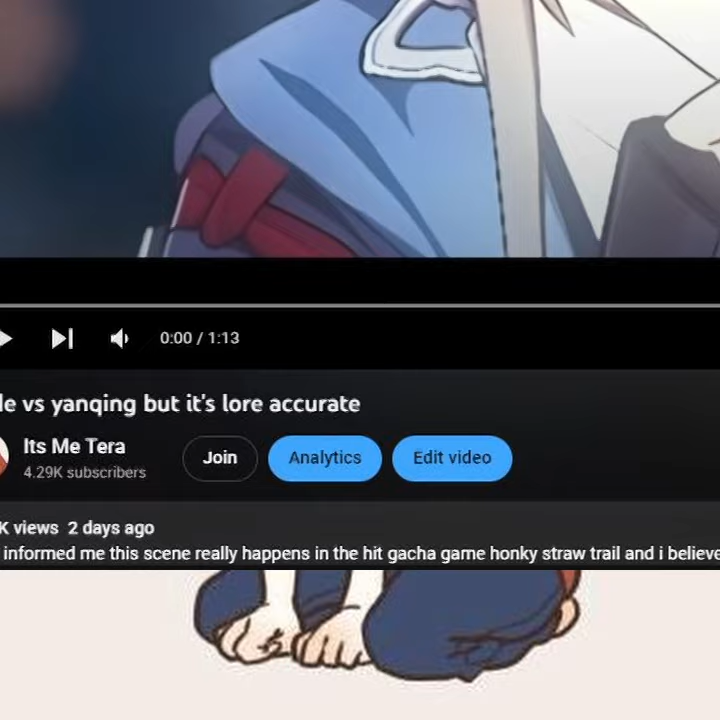 0:00 / 1:13
vs yanqing but it's lore accurate
Its Me Tera
Join
Analytics
Edit video
4.29K subscribers
K views 2 days ago
informed me this scene really happens in the hit gacha game honky straw trail and i believe